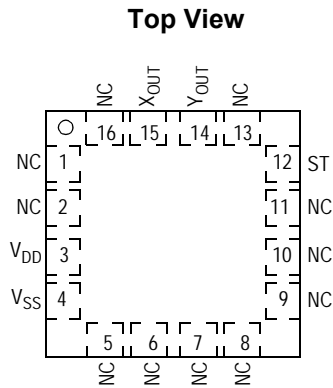 Top View
NC XOUT YOUT NC
16 15 14 13
NC 1 12 ST
NC 2 11 NC
VDD 3 10 NC
VSS 4 9 NC
5 6 7 8
NC NC NC NC